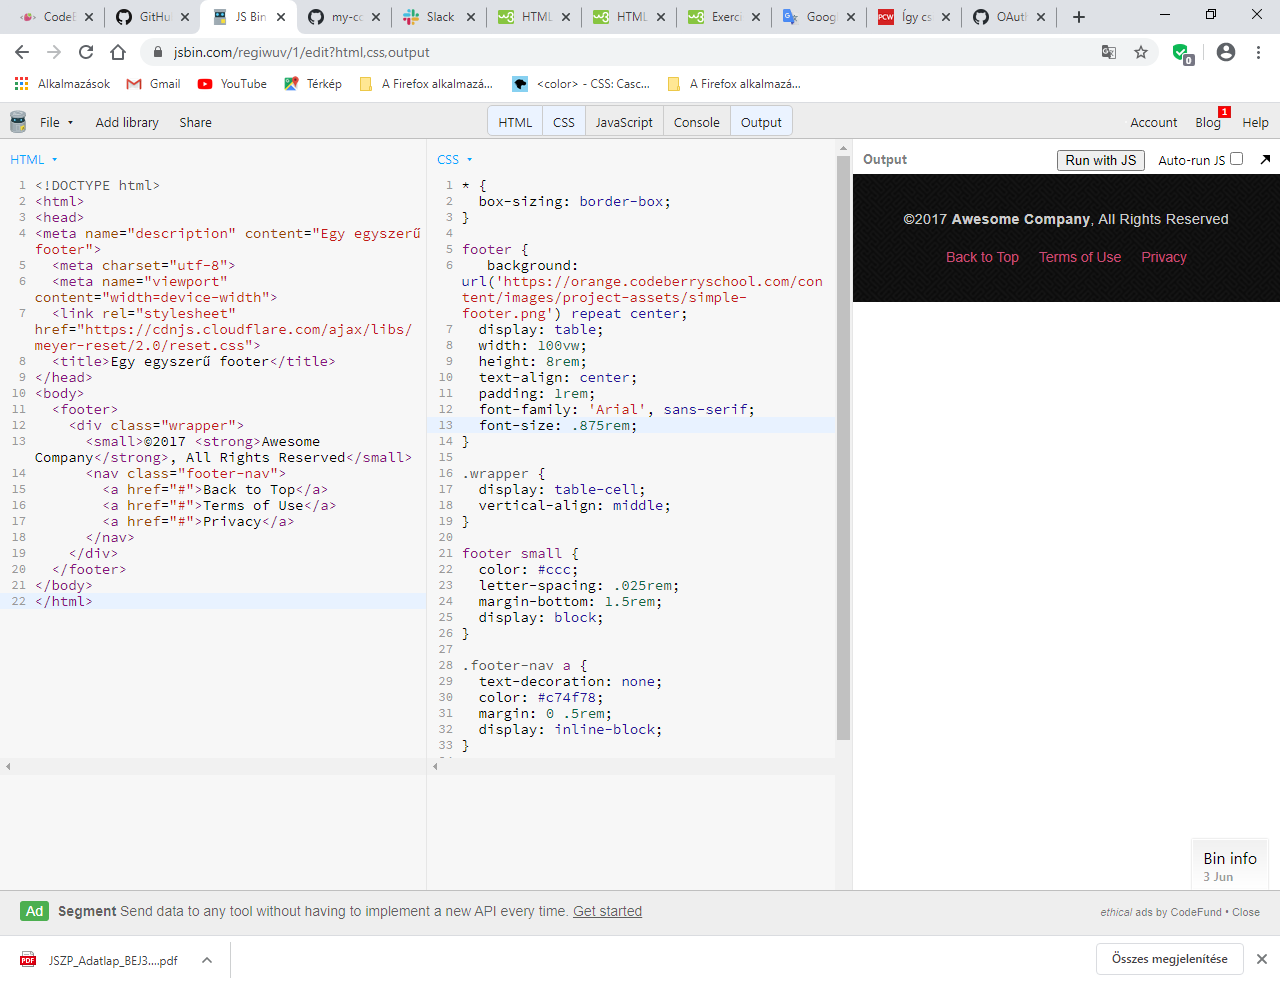 CodeB
GitHu
JS Bin
my-co
Slack
HTML
HTML
Exerci
Googl
Így cs
OAut
jsbin.com/regiwuv/1/edit?html,css,output
0
Alkalmazások
Gmail
YouTube
Térkép
A Firefox alkalmazá...
<color> - CSS: Casc...
A Firefox alkalmazá...
File
Add library
Share
HTML
CSS
JavaScript
Console
Output
Account
Blog
1
Help
HTML
1 <!DOCTYPE html>
2 <html>
3 <head>
4 <meta name="description" content="Egy egyszerű
footer">
5 <meta charset="utf-8">
6 <meta name="viewport"
content="width=device-width">
7 <link rel="stylesheet"
href="https://cdnjs.cloudflare.com/ajax/libs/
meyer-reset/2.0/reset.css">
8 <title>Egy egyszerű footer</title>
9 </head>
10 <body>
11 <footer>
12 <div class="wrapper">
13 <small>©2017 <strong>Awesome
Company</strong>, All Rights Reserved</small>
14 <nav class="footer-nav">
15 <a href="#">Back to Top</a>
16 <a href="#">Terms of Use</a>
17 <a href="#">Privacy</a>
18 </nav>
19 </div>
20 </footer>
21 </body>
22 </html>
CSS
1 * {
2 box-sizing: border-box;
3 }
4
5 footer {
6 background:
url('https://orange.codeberryschool.com/con
tent/images/project-assets/simple-
footer.png') repeat center;
7 display: table;
8 width: 100vw;
9 height: 8rem;
10 text-align: center;
11 padding: 1rem;
12 font-family: 'Arial', sans-serif;
13 font-size: .875rem;
14 }
15
16 .wrapper {
17 display: table-cell;
18 vertical-align: middle;
19 }
20
21 footer small {
22 color: #ccc;
23 letter-spacing: .025rem;
24 margin-bottom: 1.5rem;
25 display: block;
26 }
27
28 .footer-nav a {
29 text-decoration: none;
30 color: #c74f78;
31 margin: 0 .5rem;
32 display: inline-block;
33 }
Output
Run with JS
Auto-run JS
©2017 Awesome Company, All Rights Reserved
Back to Top Terms of Use Privacy
Bin info
3 Jun
Ad Segment Send data to any tool without having to implement a new API every time. Get started
ethical ads by CodeFund • Close
PDF
JSZP_Adatlap_BEJ3....pdf
Összes megjelenítése